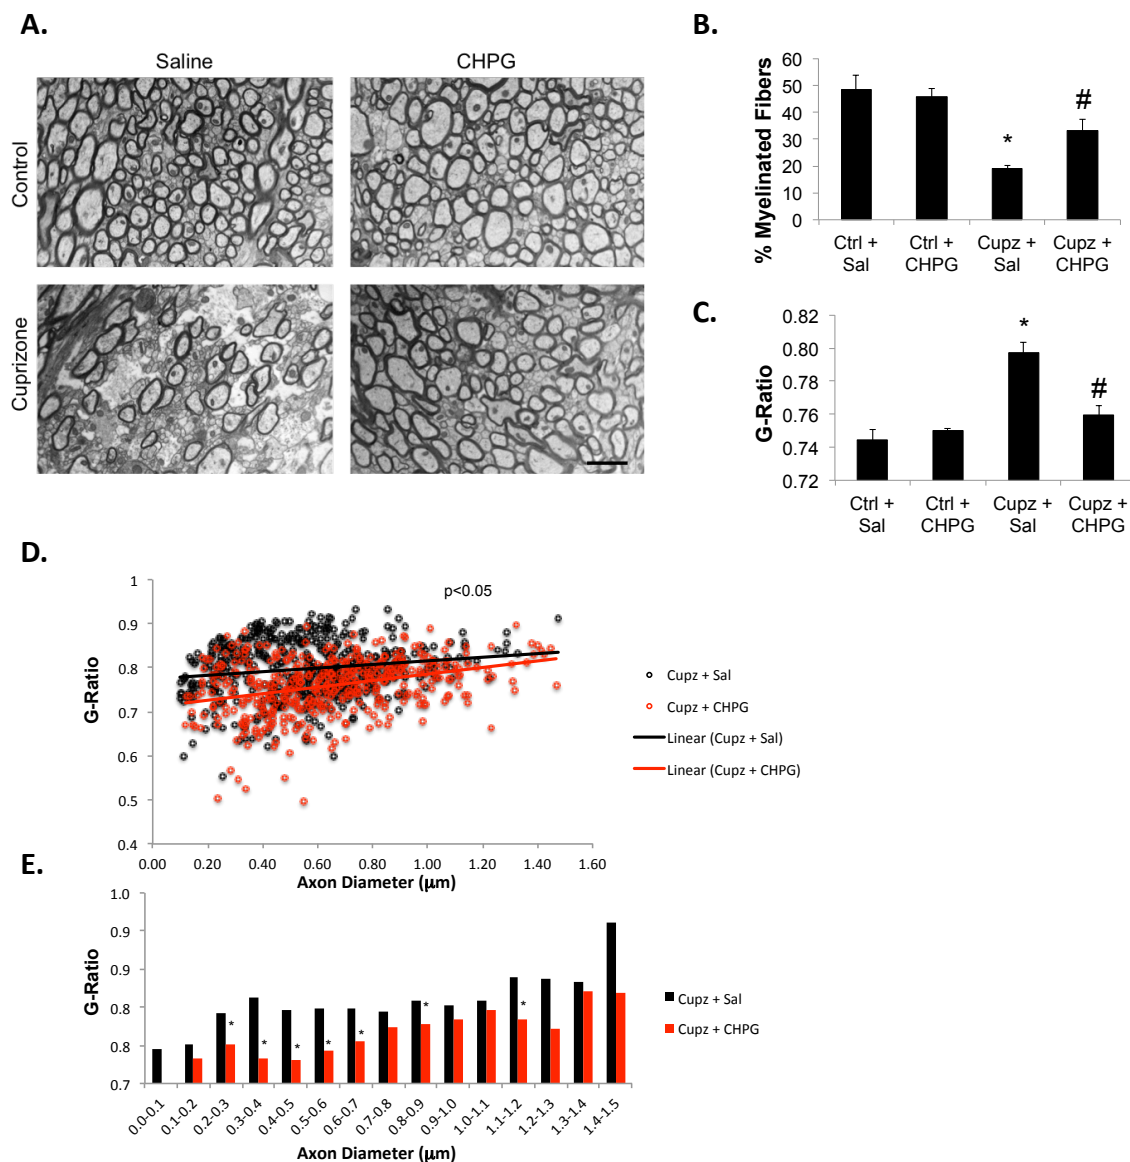 A.
Saline
CHPG
Control
Cuprizone
B.
% Myelinated Fibers
60
50
40
30
20
10
0
*
#
Ctrl +
Sal
Ctrl +
CHPG
Cupz +
Sal
Cupz +
CHPG
C.
G-Ratio
0.82
0.80
0.78
0.76
0.74
0.72
*
#
Ctrl +
Sal
Ctrl +
CHPG
Cupz +
Sal
Cupz +
CHPG
D.
G-Ratio
1
0.9
0.8
0.7
0.6
0.5
0.4
p<0.05
0.00 0.20 0.40 0.60 0.80 1.00 1.20 1.40 1.60
Axon Diameter (μm)
Cupz + Sal
Cupz + CHPG
Linear (Cupz + Sal)
Linear (Cupz + CHPG)
E.
G-Ratio
1.0
0.9
0.9
0.8
0.8
0.7
* * * * * * *
0.0-0.1 0.1-0.2 0.2-0.3 0.3-0.4 0.4-0.5 0.5-0.6 0.6-0.7 0.7-0.8 0.8-0.9 0.9-1.0 1.0-1.1 1.1-1.2 1.2-1.3 1.3-1.4 1.4-1.5
Axon Diameter (μm)
Cupz + Sal
Cupz + CHPG